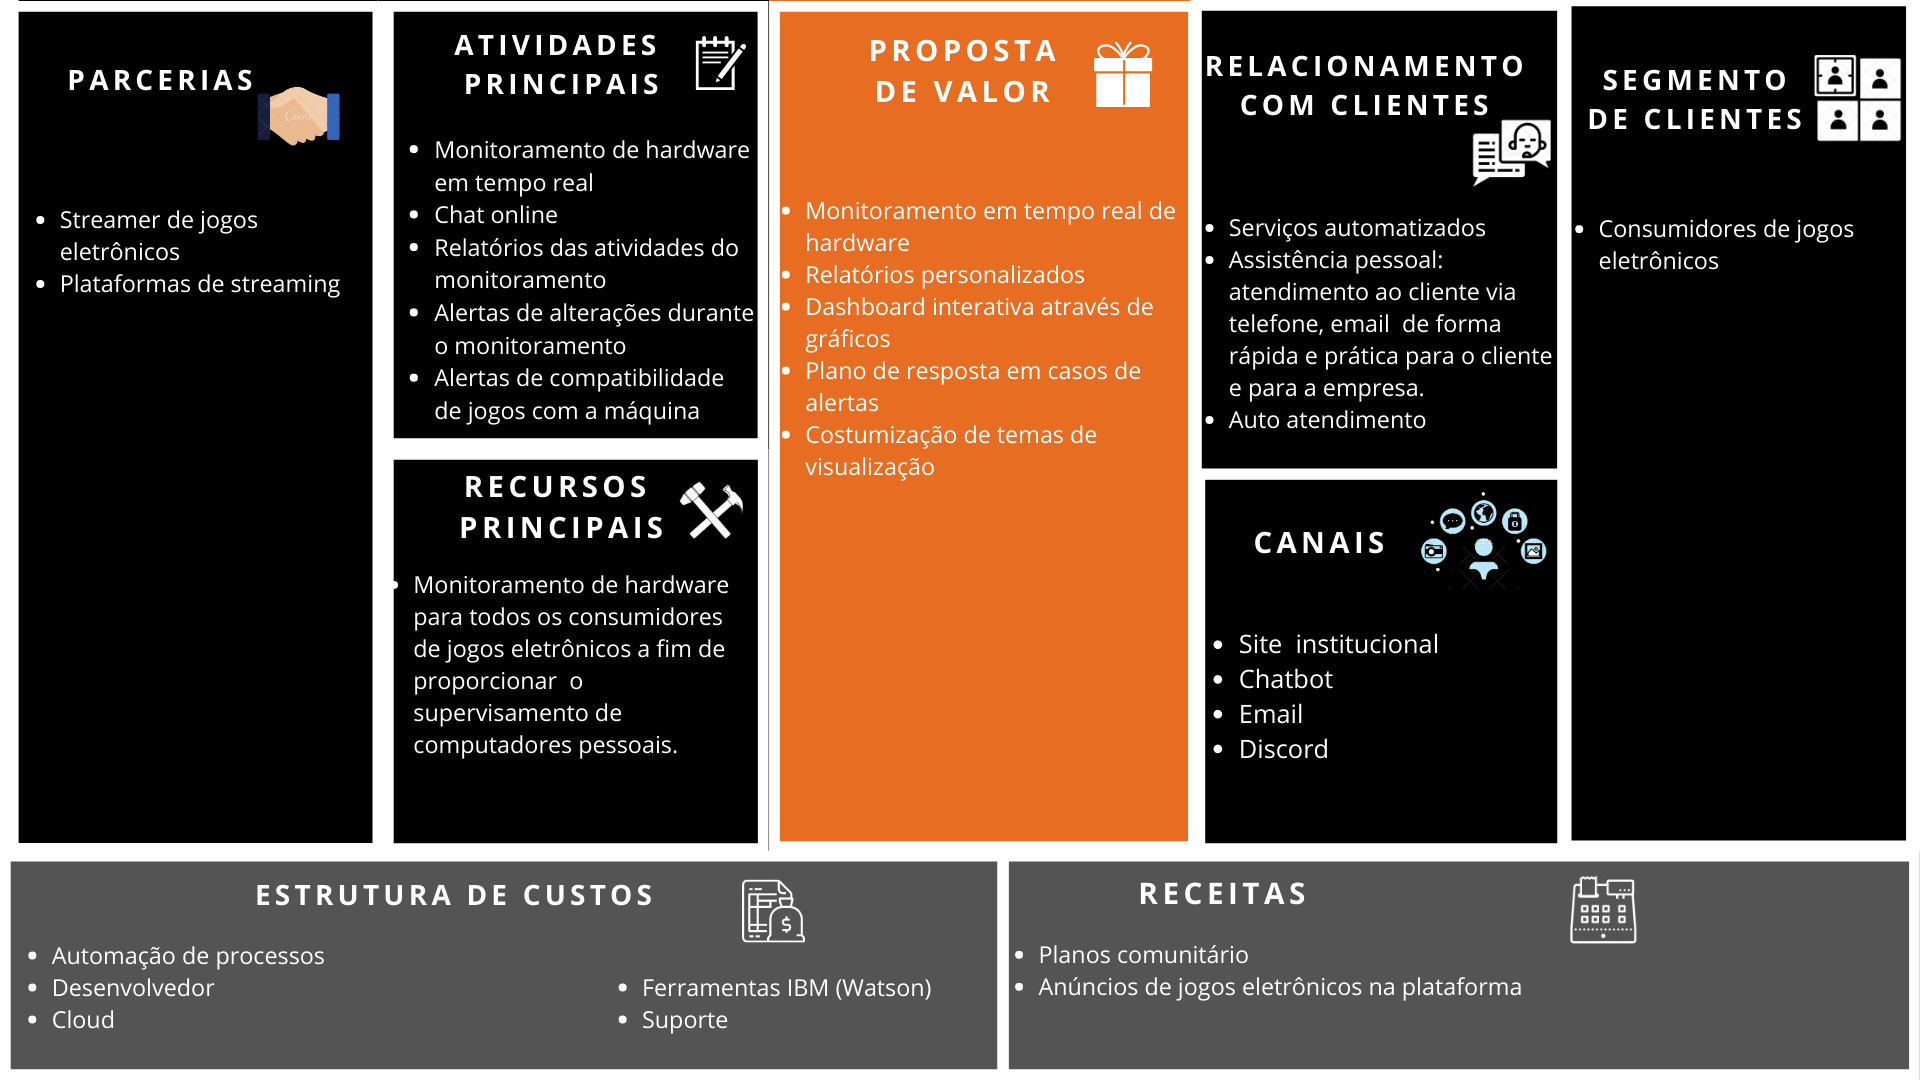 PARCERIAS
Canva
Streamer de jogos
eletrônicos
Plataformas de streaming
ATIVIDADES
PRINCIPAIS
Monitoramento de hardware
em tempo real
Chat online
Relatórios das atividades do
monitoramento
Alertas de alterações durante
o monitoramento
Alertas de compatibilidade
de jogos com a máquina
RECURSOS
PRINCIPAIS
Monitoramento de hardware
para todos os consumidores
de jogos eletrônicos a fim de
proporcionar  o
supervisamento de
computadores pessoais.
PROPOSTA
DE VALOR
Monitoramento em tempo real de
hardware
Relatórios personalizados
Dashboard interativa através de
gráficos
Plano de resposta em casos de
alertas
Costumização de temas de
visualização
RELACIONAMENTO
COM CLIENTES
Serviços automatizados
Assistência pessoal:
atendimento ao cliente via
telefone, email  de forma
rápida e prática para o cliente
e para a empresa.
Auto atendimento
CANAIS
Site  institucional
Chatbot
Email
Discord
SEGMENTO
DE CLIENTES
Consumidores de jogos
eletrônicos
ESTRUTURA DE CUSTOS
Automação de processos
Desenvolvedor
Cloud
Ferramentas IBM (Watson)
Suporte
RECEITAS
Planos comunitário
Anúncios de jogos eletrônicos na plataforma